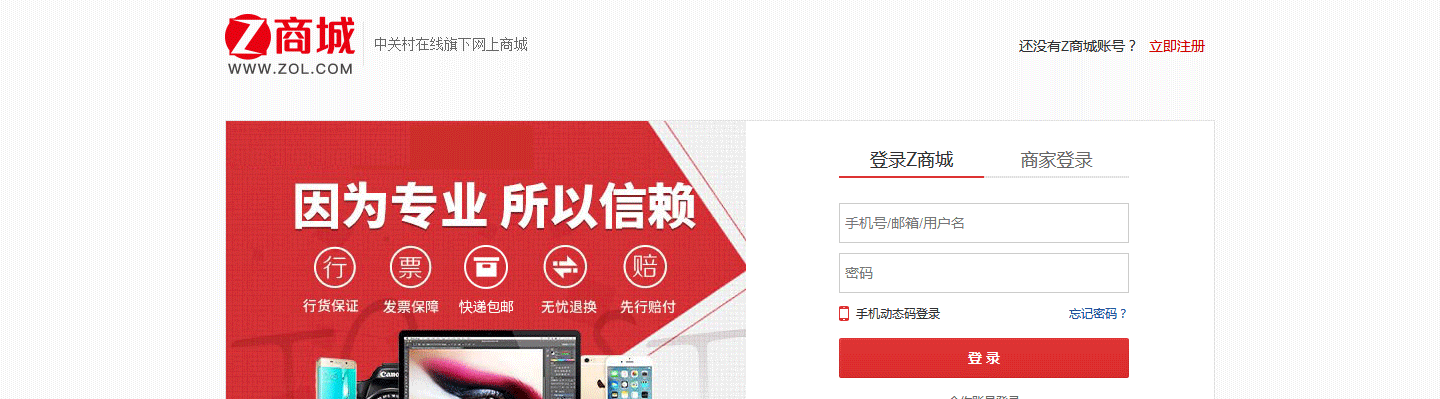 Z商城
WWW.ZOL.COM
中关村在线旗下网上商城
还没有Z商城账号？ 立即注册
因为专业 所以信赖
行 票 赔
行货保证 发票保障 快递包邮 无忧退换 先行赔付
Canon
登录Z商城 商家登录
手机号/邮箱/用户名
密码
手机动态码登录 忘记密码？
登 录